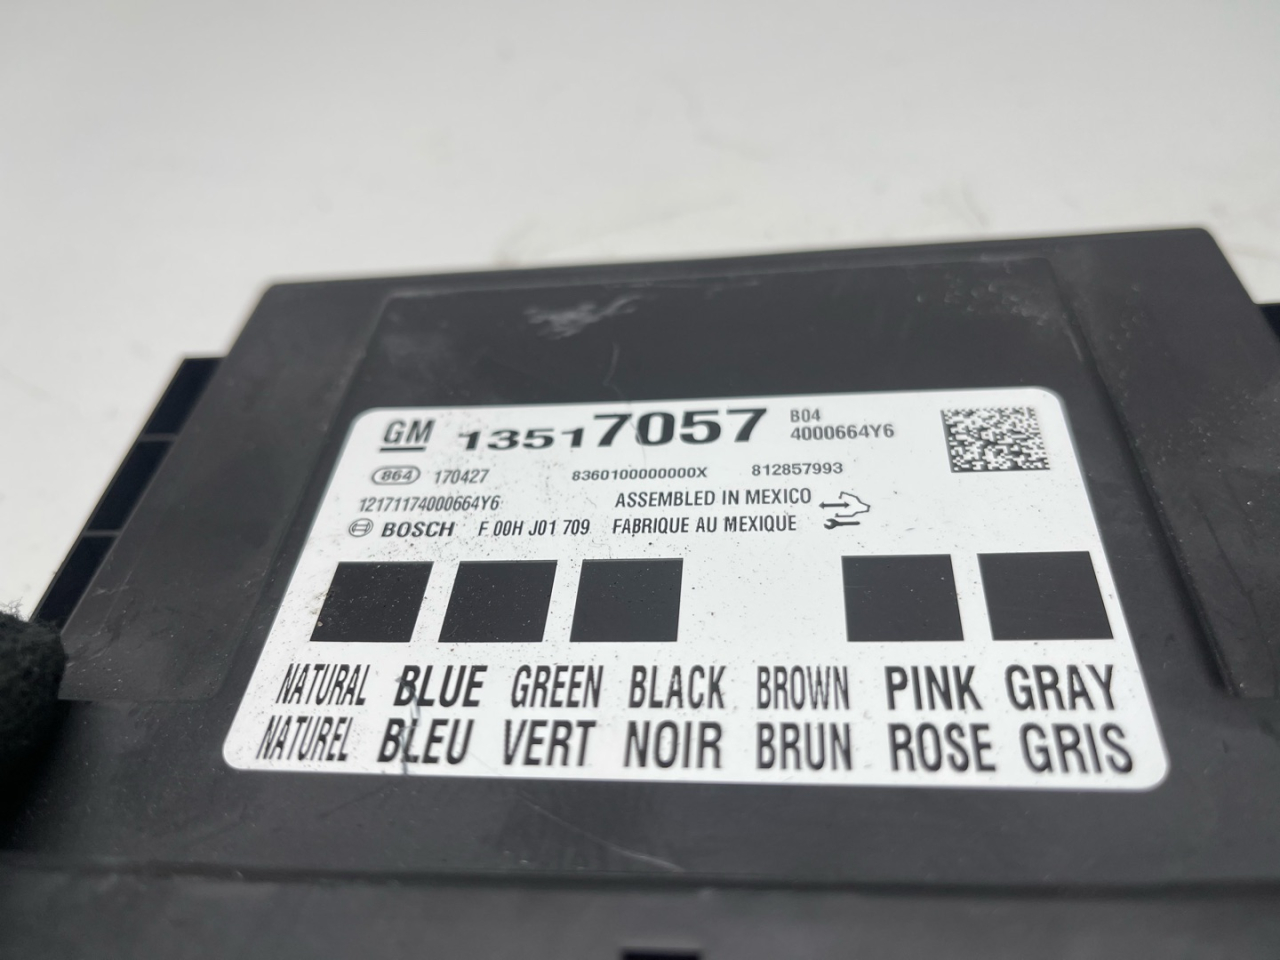 GM 13517057 B04
4000664Y6
864 170427 8360100000000X 812857993
12171174000664Y6 ASSEMBLED IN MEXICO
BOSCH F 00H J01 709 FABRIQUE AU MEXIQUE
NATURAL BLUE GREEN BLACK BROWN PINK GRAY
NATUREL BLEU VERT NOIR BRUN ROSE GRIS